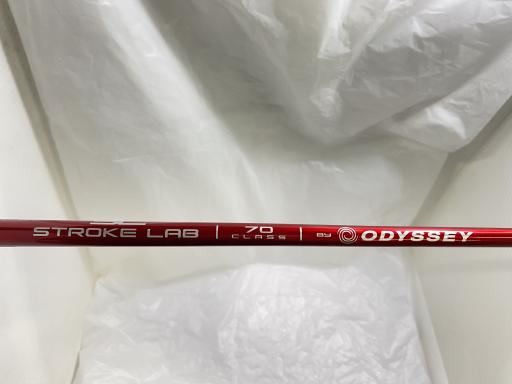 STROKE LAB | 70 CLASS | BY ODYSSEY